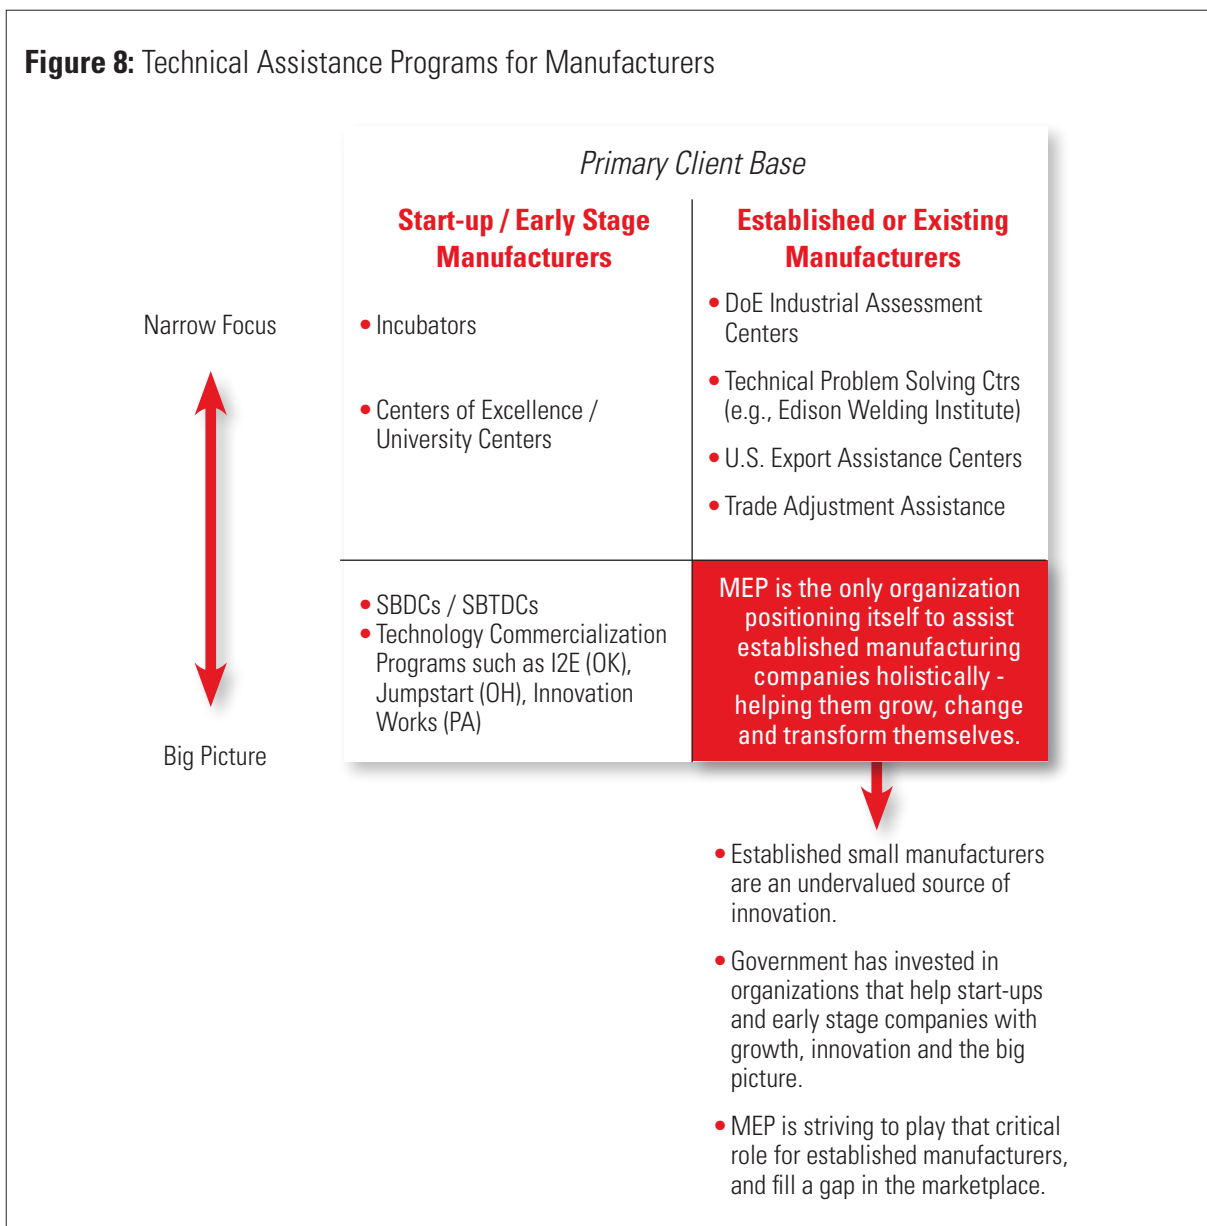 Figure 8: Technical Assistance Programs for Manufacturers
Primary Client Base
Start-up / Early Stage
Manufacturers
Established or Existing
Manufacturers
Narrow Focus
• Incubators
• Centers of Excellence /
University Centers
• DoE Industrial Assessment
Centers
• Technical Problem Solving Ctrs
(e.g., Edison Welding Institute)
• U.S. Export Assistance Centers
• Trade Adjustment Assistance
Big Picture
• SBDCs / SBTDCs
• Technology Commercialization
Programs such as I2E (OK),
Jumpstart (OH), Innovation
Works (PA)
MEP is the only organization
positioning itself to assist
established manufacturing
companies holistically -
helping them grow, change
and transform themselves.
• Established small manufacturers
are an undervalued source of
innovation.
• Government has invested in
organizations that help start-ups
and early stage companies with
growth, innovation and the big
picture.
• MEP is striving to play that critical
role for established manufacturers,
and fill a gap in the marketplace.